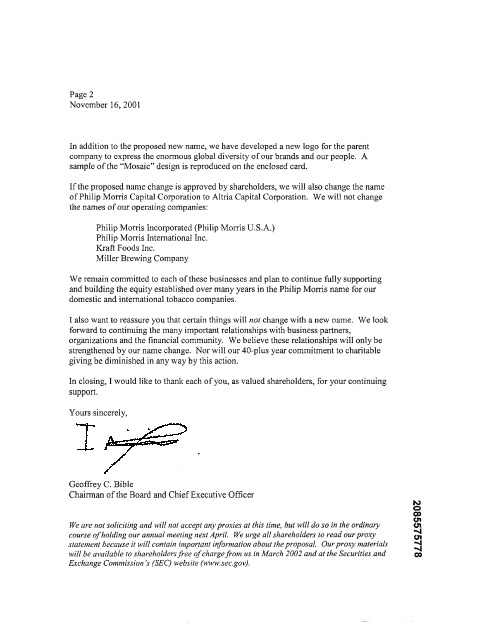 Page 2
November 16, 2001
In addition to the proposed new name, we have developed a new logo for the parent
company to express the enormous global diversity of our brands and our people. A
sample of the “Mosaic” design is reproduced on the enclosed card.
If the proposed name change is approved by shareholders, we will also change the name
of Philip Morris Capital Corporation to Altria Capital Corporation. We will not change
the names of our operating companies:
Philip Morris Incorporated (Philip Morris U.S.A.)
Philip Morris International Inc.
Kraft Foods Inc.
Miller Brewing Company
We remain committed to each of these businesses and plan to continue fully supporting
and building the equity established over many years in the Philip Morris name for our
domestic and international tobacco companies.
I also want to reassure you that certain things will not change with a new name. We look
forward to continuing the many important relationships with business partners,
organizations and the financial community. We believe these relationships will only be
strengthened by our name change. Nor will our 40-plus year commitment to charitable
giving be diminished in any way by this action.
In closing, I would like to thank each of you, as valued shareholders, for your continuing
support.
Yours sincerely,
Geoffrey C. Bible
Chairman of the Board and Chief Executive Officer
We are not soliciting and will not accept any proxies at this time, but will do so in the ordinary
course of holding our annual meeting next April. We urge all shareholders to read our proxy
statement because it will contain important information about the proposal. Our proxy materials
will be available to shareholders free of charge from us in March 2002 and at the Securities and
Exchange Commission's (SEC) website (www.sec.gov).
2085575778